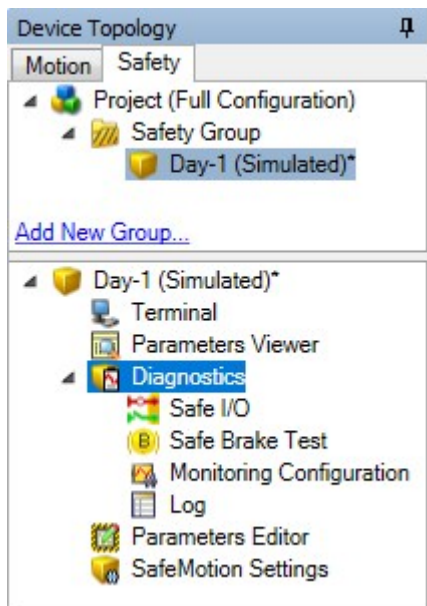 Device Topology
Motion Safety
Project (Full Configuration)
Safety Group
Day-1 (Simulated)*
Add New Group...
Day-1 (Simulated)*
Terminal
Parameters Viewer
Diagnostics
Safe I/O
Safe Brake Test
Monitoring Configuration
Log
Parameters Editor
SafeMotion Settings